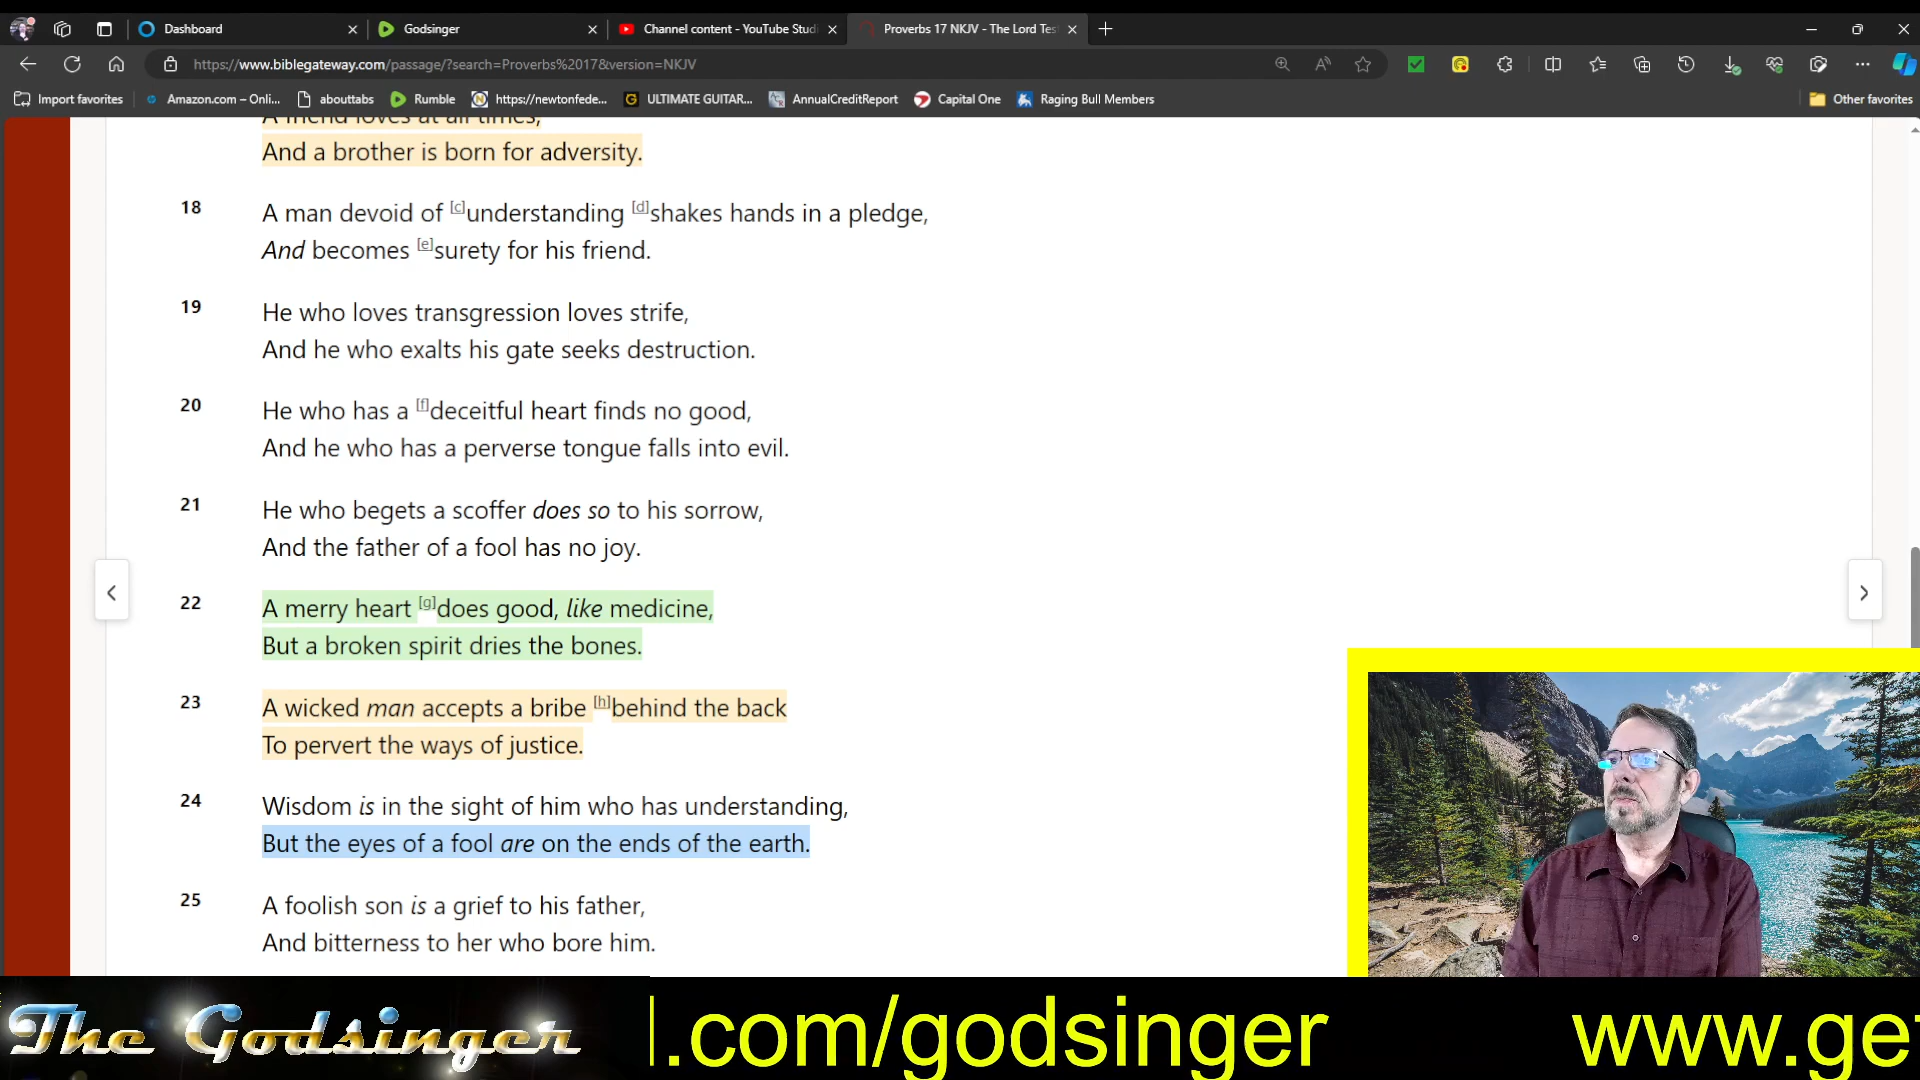 Dashboard
Godsinger
Channel content - YouTube Studi
Proverbs 17 NKJV - The Lord Tes
https://www.biblegateway.com/passage/?search=Proverbs%2017&version=NKJV
Import favorites
Amazon.com – Onli...
abouttabs
Rumble
https://newtonfede...
ULTIMATE GUITAR...
AnnualCreditReport
Capital One
Raging Bull Members
Other favorites
A friend loves at all times,
And a brother is born for adversity.
18 A man devoid of [c]understanding [d]shakes hands in a pledge,
And becomes [e]surety for his friend.
19 He who loves transgression loves strife,
And he who exalts his gate seeks destruction.
20 He who has a [f]deceitful heart finds no good,
And he who has a perverse tongue falls into evil.
21 He who begets a scoffer does so to his sorrow,
And the father of a fool has no joy.
22 A merry heart [g]does good, like medicine,
But a broken spirit dries the bones.
23 A wicked man accepts a bribe [h]behind the back
To pervert the ways of justice.
24 Wisdom is in the sight of him who has understanding,
But the eyes of a fool are on the ends of the earth.
25 A foolish son is a grief to his father,
And bitterness to her who bore him.
The Godsinger
.com/godsinger
www.ge